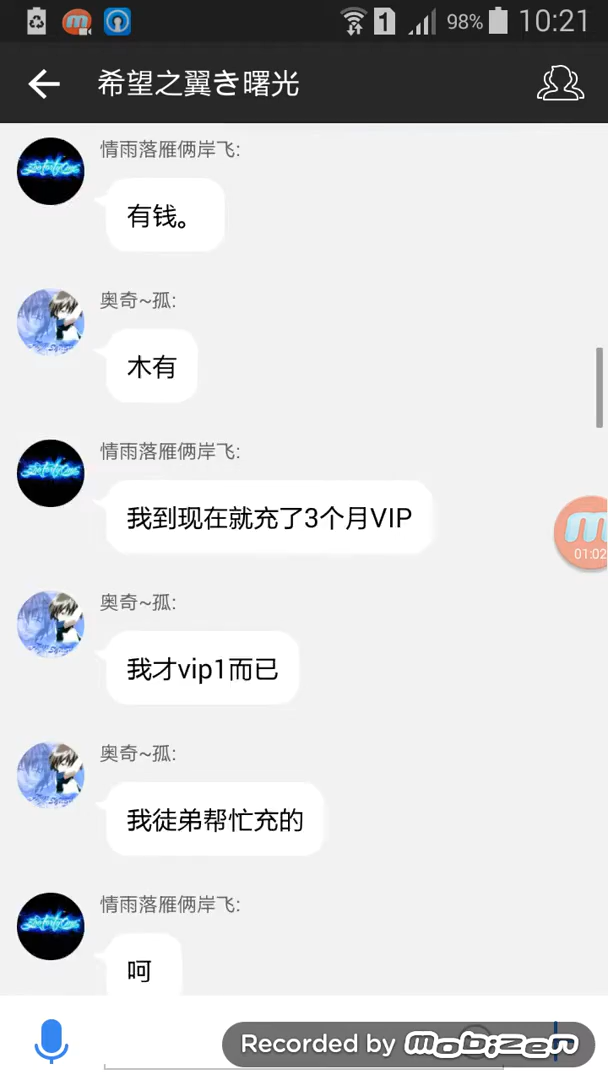 98% 10:21
1
希望之翼き曙光
情雨落雁俩岸飞:
有钱。
奥奇~孤:
木有
情雨落雁俩岸飞:
我到现在就充了3个月VIP
01:02
奥奇~孤:
我才vip1而已
奥奇~孤:
我徒弟帮忙充的
情雨落雁俩岸飞:
呵
Recorded by mobizen